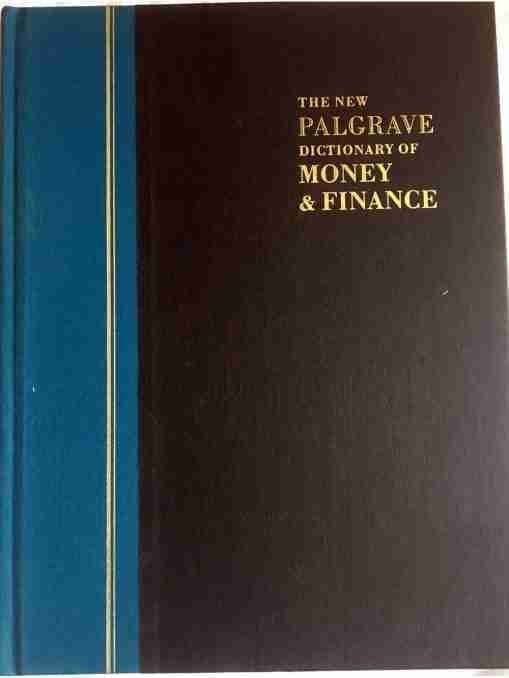 THE NEW
PALGRAVE
DICTIONARY OF
MONEY
& FINANCE